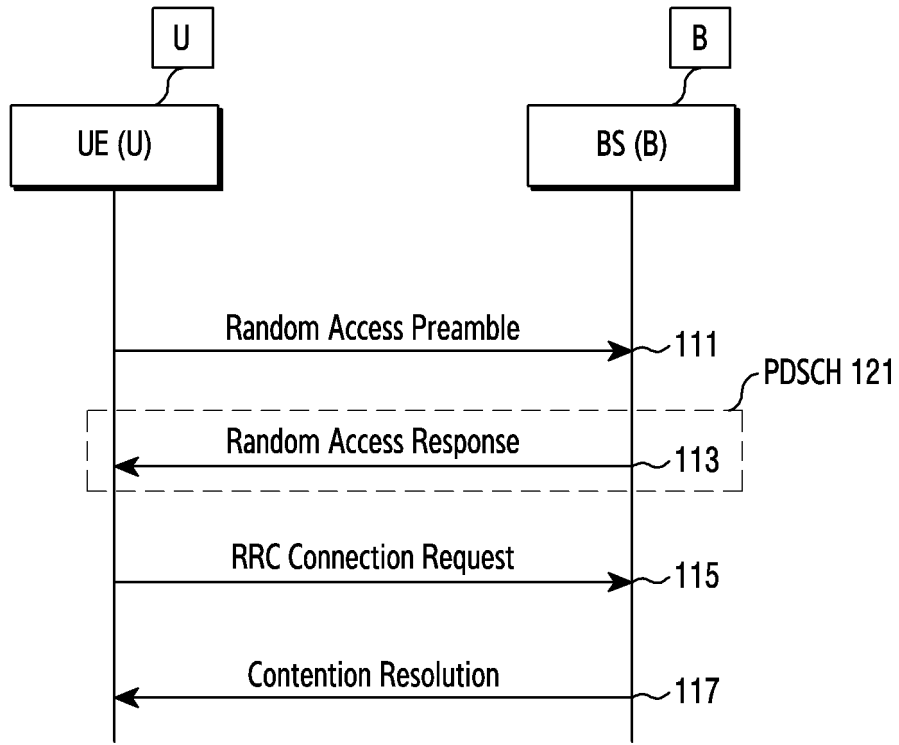 U
B
UE (U)
BS (B)
Random Access Preamble
111
PDSCH 121
Random Access Response
113
RRC Connection Request
115
Contention Resolution
117